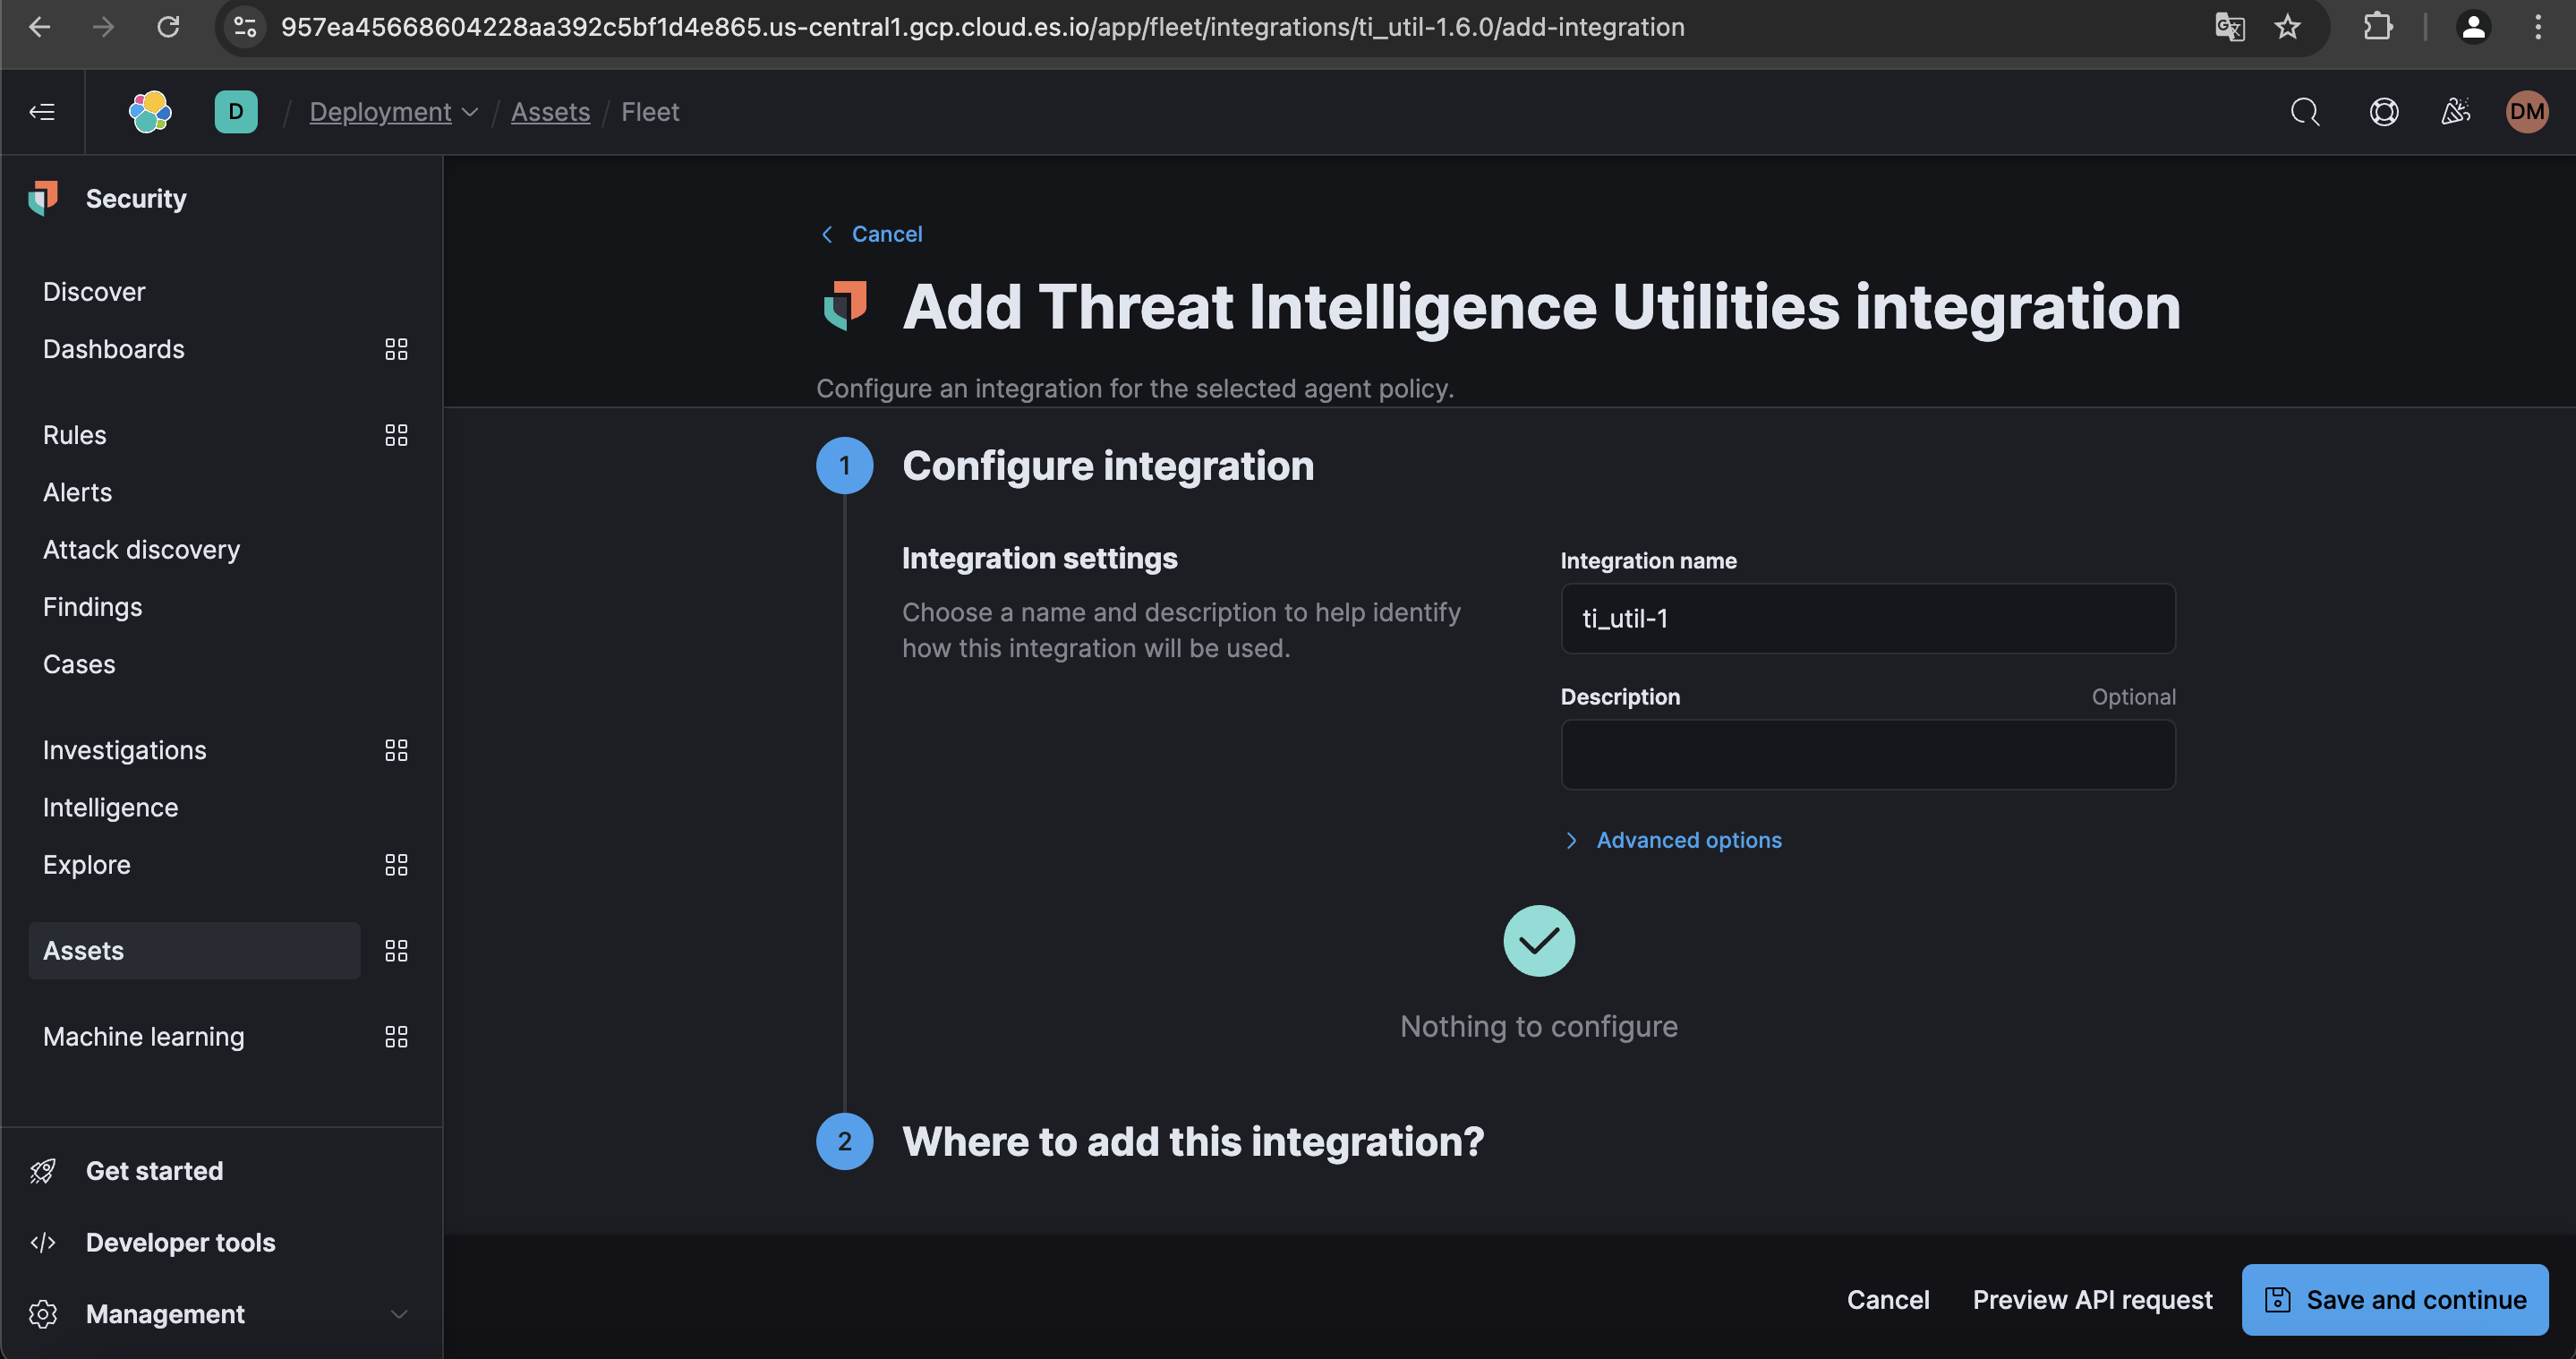 957ea45668604228aa392c5bf1d4e865.us-central1.gcp.cloud.es.io/app/fleet/integrations/ti_util-1.6.0/add-integration
D / Deployment / Assets / Fleet
DM
Security
Discover
Dashboards
Rules
Alerts
Attack discovery
Findings
Cases
Investigations
Intelligence
Explore
Assets
Machine learning
Get started
Developer tools
Management
Cancel
Add Threat Intelligence Utilities integration
Configure an integration for the selected agent policy.
1 Configure integration
Integration settings
Choose a name and description to help identify
how this integration will be used.
Integration name
ti_util-1
Description Optional
Advanced options
Nothing to configure
2 Where to add this integration?
Cancel Preview API request Save and continue